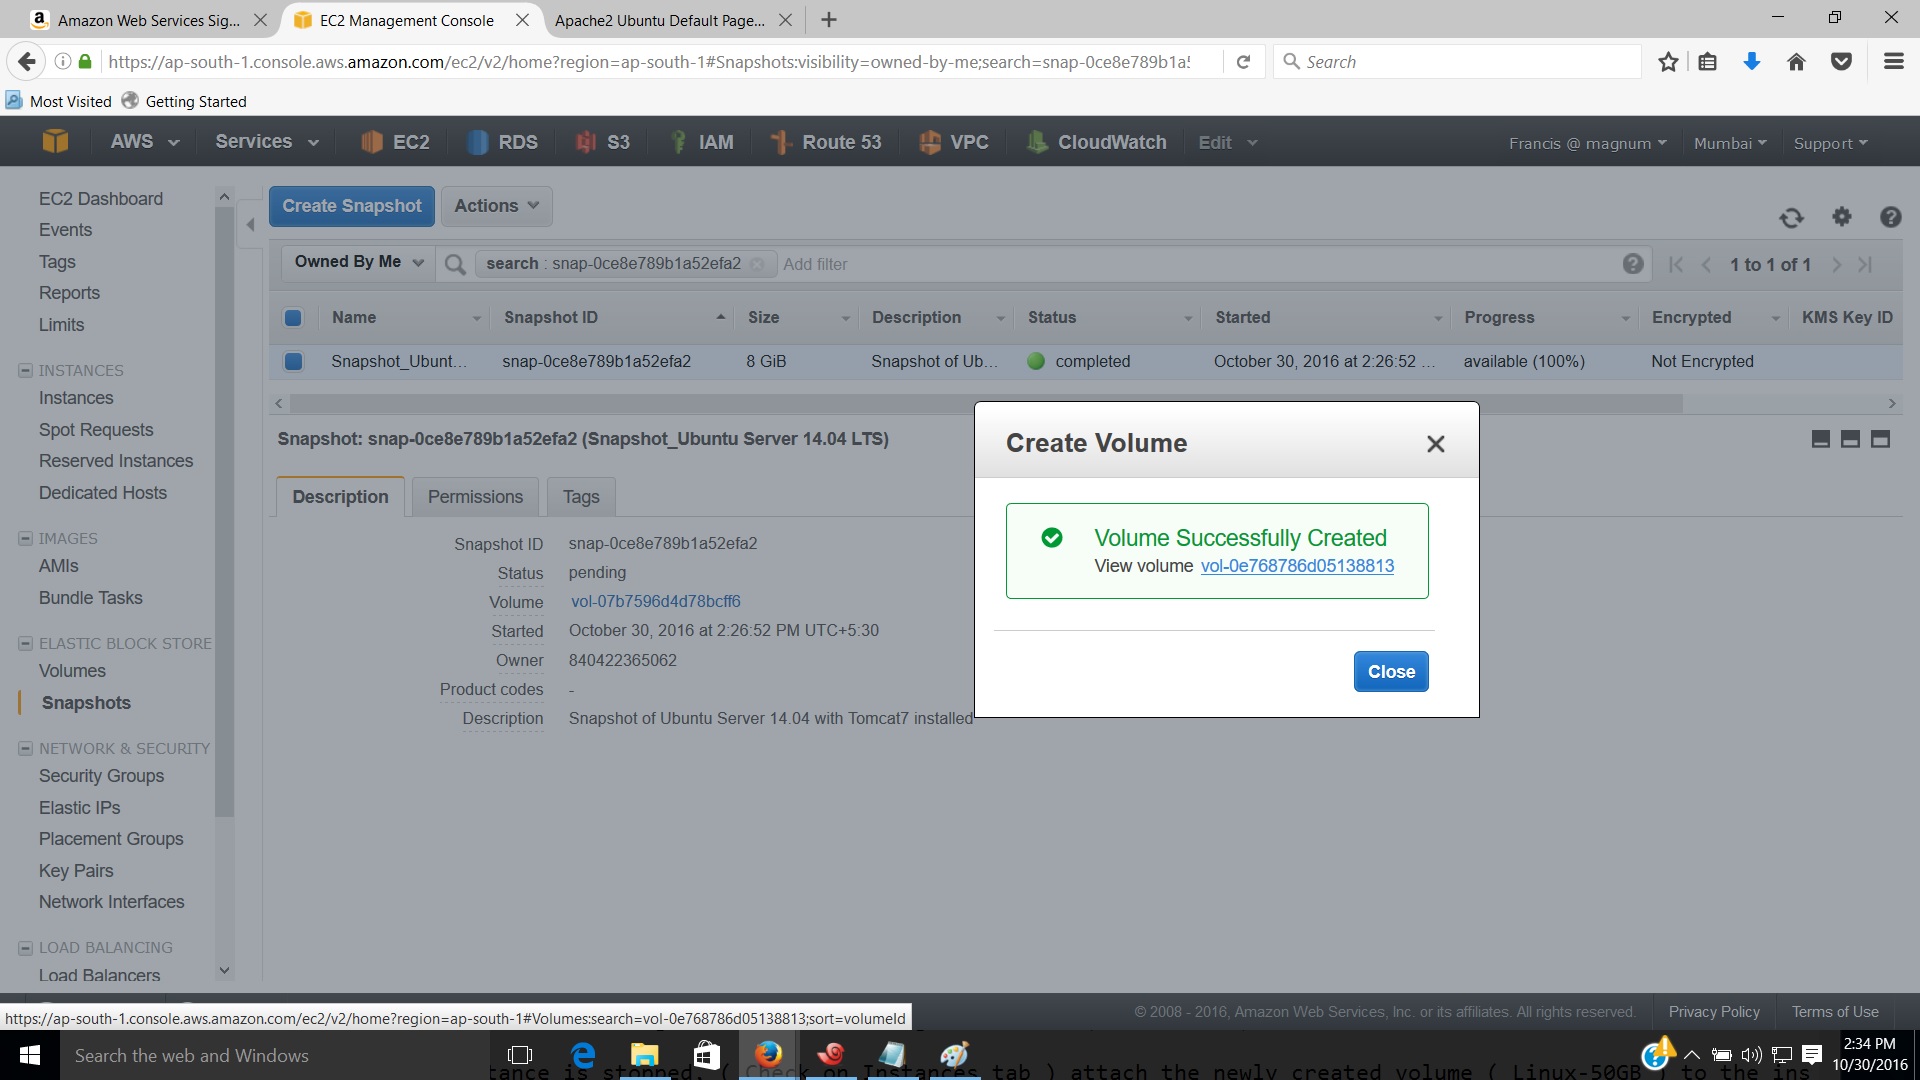 Amazon Web Services Sig...
EC2 Management Console
Apache2 Ubuntu Default Page...
https://ap-south-1.console.aws.amazon.com/ec2/v2/home?region=ap-south-1#Snapshots:visibility=owned-by-me;search=snap-0ce8e789b1a
Search
Most Visited
Getting Started
AWS
Services
EC2
RDS
S3
IAM
Route 53
VPC
CloudWatch
Edit
Francis @ magnum
Mumbai
Support
EC2 Dashboard
Events
Tags
Reports
Limits
INSTANCES
Instances
Spot Requests
Reserved Instances
Dedicated Hosts
IMAGES
AMIs
Bundle Tasks
ELASTIC BLOCK STORE
Volumes
Snapshots
NETWORK & SECURITY
Security Groups
Elastic IPs
Placement Groups
Key Pairs
Network Interfaces
LOAD BALANCING
Load Balancers
Create Snapshot
Actions
Owned By Me
search : snap-0ce8e789b1a52efa2
Add filter
1 to 1 of 1
Name Snapshot ID Size Description Status Started Progress Encrypted KMS Key ID
Snapshot_Ubunt... snap-0ce8e789b1a52efa2 8 GiB Snapshot of Ub... completed October 30, 2016 at 2:26:52 ... available (100%) Not Encrypted
Snapshot: snap-0ce8e789b1a52efa2 (Snapshot_Ubuntu Server 14.04 LTS)
Description
Permissions
Tags
Snapshot ID snap-0ce8e789b1a52efa2
Status pending
Volume vol-07b7596d4d78bcff6
Started October 30, 2016 at 2:26:52 PM UTC+5:30
Owner 840422365062
Product codes -
Description Snapshot of Ubuntu Server 14.04 with Tomcat7 installed
Create Volume
Volume Successfully Created
View volume vol-0e768786d05138813
Close
© 2008 - 2016, Amazon Web Services, Inc. or its affiliates. All rights reserved.
Privacy Policy
Terms of Use
https://ap-south-1.console.aws.amazon.com/ec2/v2/home?region=ap-south-1#Volumes:search=vol-0e768786d05138813;sort=volumeId
Search the web and Windows
2:34 PM
10/30/2016
tance is stopped, ( Check on Instances tab ) attach the newly created volume ( Linux-50GB ) to the ins